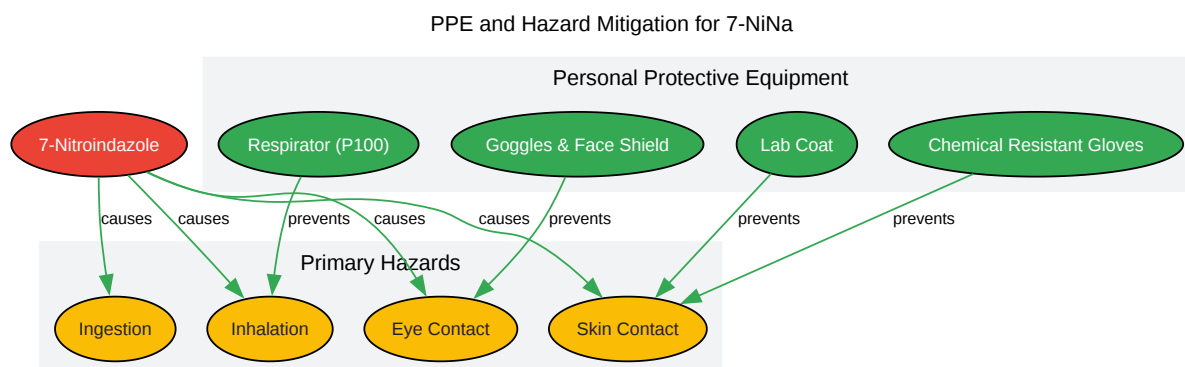 PPE and Hazard Mitigation for 7-NiNa
Personal Protective Equipment
7-Nitroindazole
Respirator (P100)
Goggles & Face Shield
Lab Coat
Chemical Resistant Gloves
causes
causes
prevents
causes
causes
prevents
prevents
prevents
Primary Hazards
Ingestion
Inhalation
Eye Contact
Skin Contact